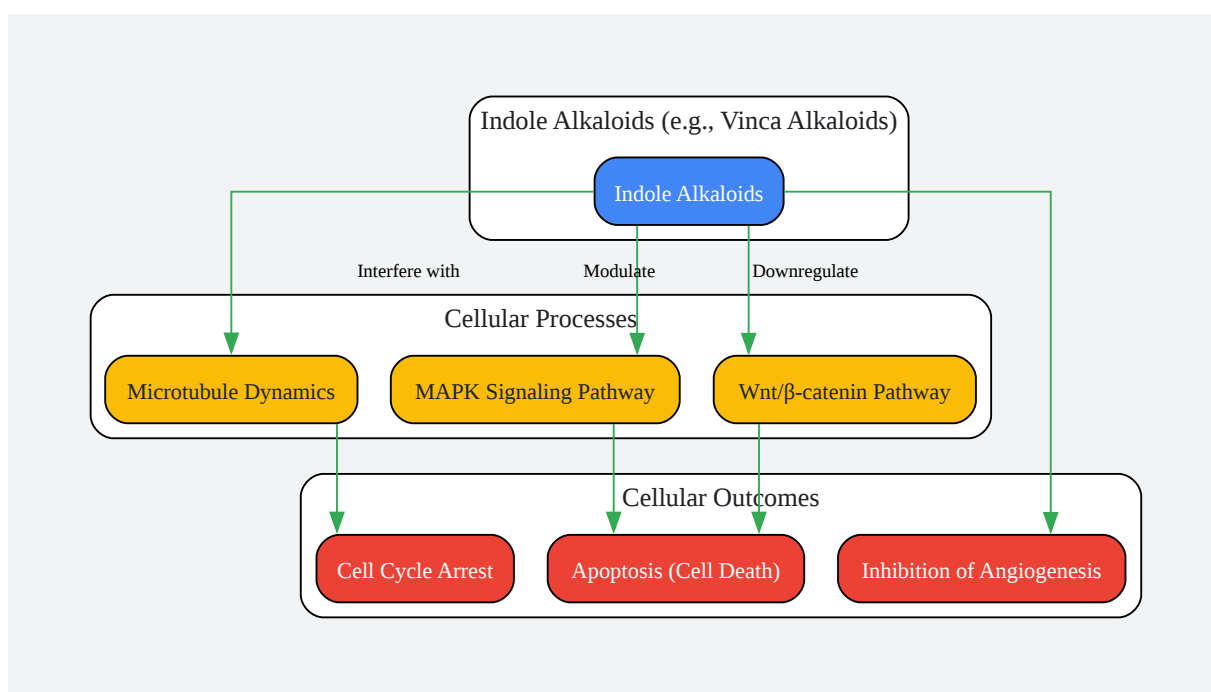 Indole Alkaloids (e.g., Vinca Alkaloids)
Indole Alkaloids
Interfere with
Modulate
Downregulate
Cellular Processes
Microtubule Dynamics
MAPK Signaling Pathway
Wnt/β-catenin Pathway
Cellular Outcomes
Cell Cycle Arrest
Apoptosis (Cell Death)
Inhibition of Angiogenesis